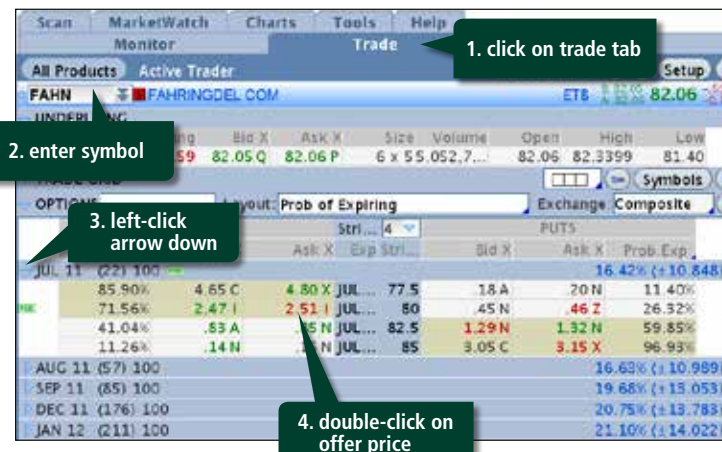 Scan MarketWatch Charts Tools Help
Monitor Trade
1. click on trade tab
All Products Active Trader Setup
FAHN FAHRINGDEL COM ETB 82.06
2. enter symbol
Bid X Ask X Size Volume Open High Low
59 82.05 Q 82.06 P 6 x 5 5.052,7... 82.06 82.3399 81.40
Symbols
Layout: Prob of Expiring Exchange Composite
3. left-click
arrow down
Stri... 4 PUTS
Ask X Exp Stri... Bid X Ask X Prob.Exp
JUL 11 (22) 100 16.42% (±10.848)
85.90% 4.65 C 4.80 X JUL... 77.5 .18 A .20 N 11.40%
71.56% 2.47 I 2.51 I JUL... 80 .45 N .46 Z 26.32%
41.04% .83 A N JUL... 82.5 1.29 N 1.32 N 59.85%
11.26% .14 N N JUL... 85 3.05 C 3.15 X 96.93%
AUG 11 (57) 100 16.63% (±10.989)
SEP 11 (85) 100 19.68% (±13.053)
DEC 11 (176) 100 20.75% (±13.783)
JAN 12 (211) 100 21.10% (±14.022)
4. double-click on
offer price